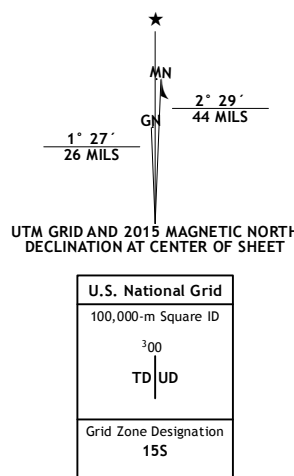 ★
MN
GN
2° 29´
44 MILS
1° 27´
26 MILS
UTM GRID AND 2015 MAGNETIC NORTH
DECLINATION AT CENTER OF SHEET
U.S. National Grid
100,000-m Square ID
³00
TD UD
Grid Zone Designation
15S